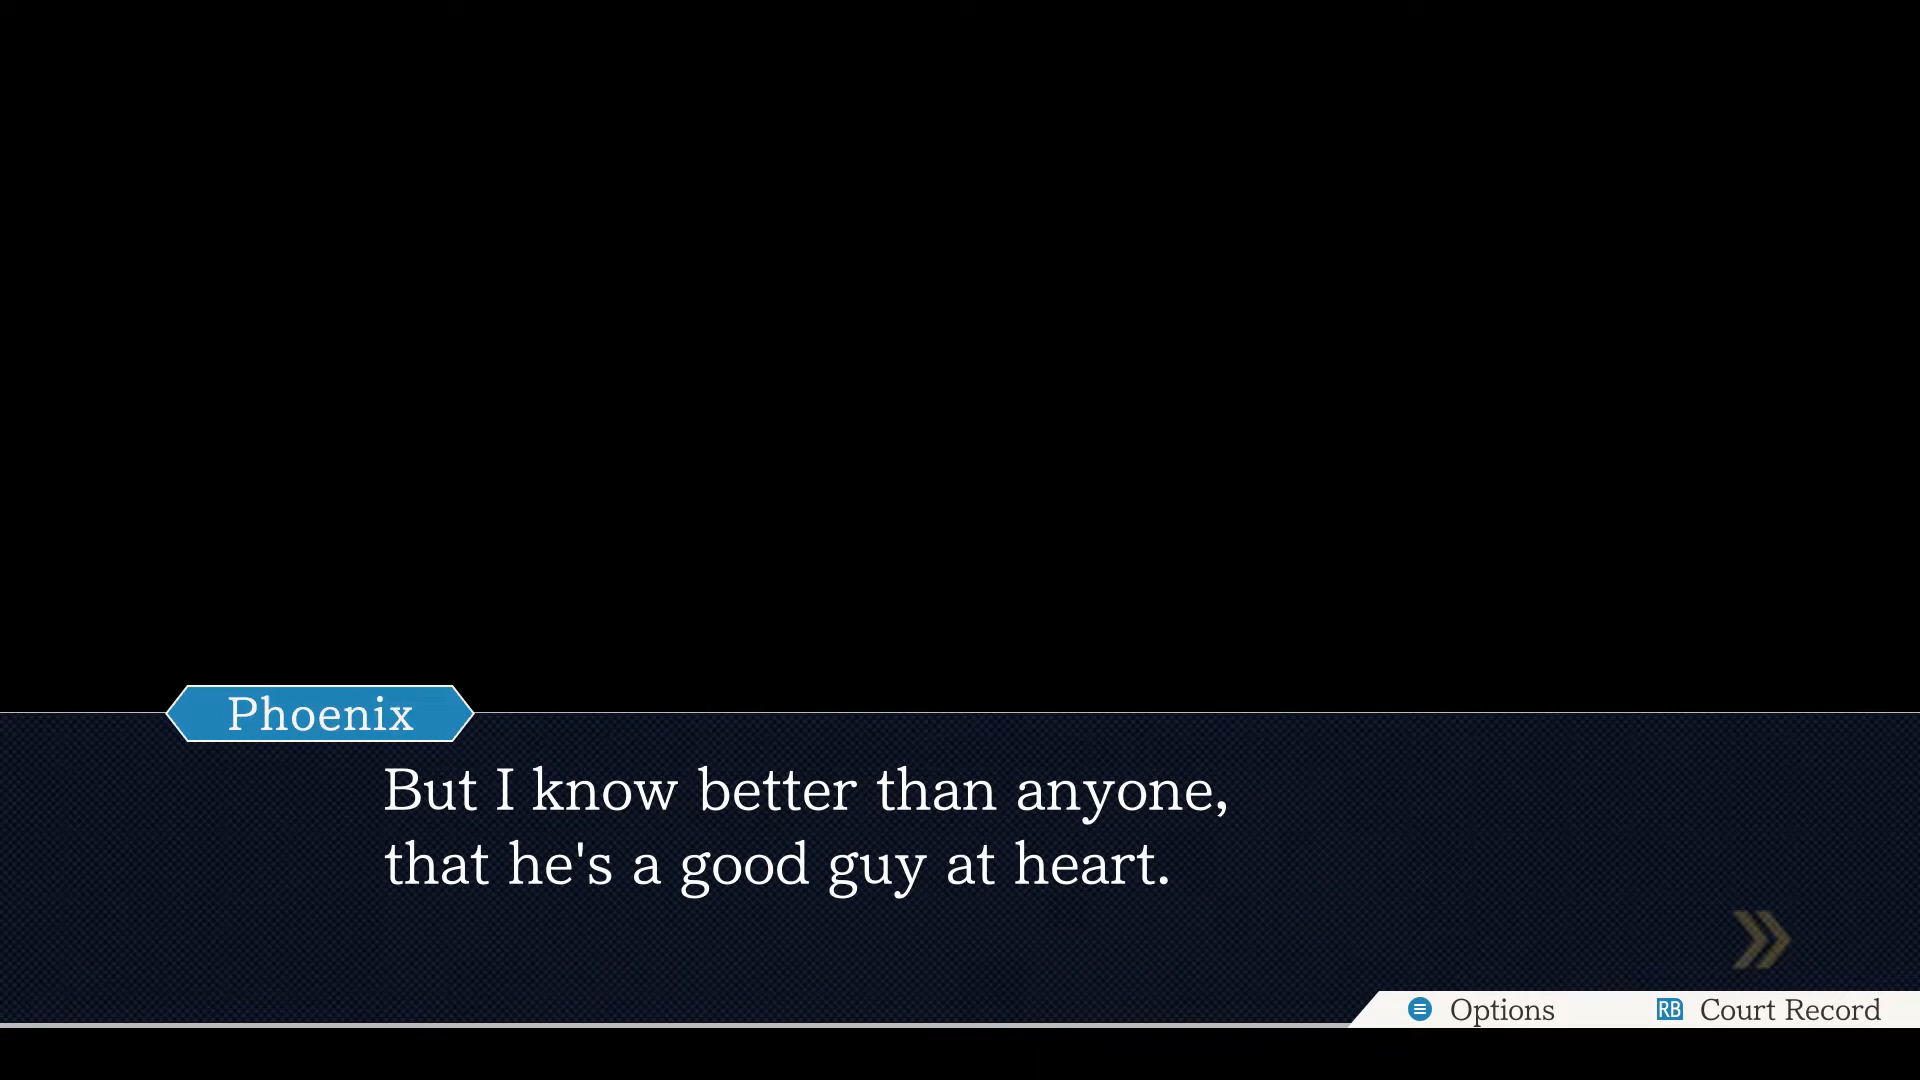 Phoenix
But I know better than anyone,
that he's a good guy at heart.
Options
RB Court Record